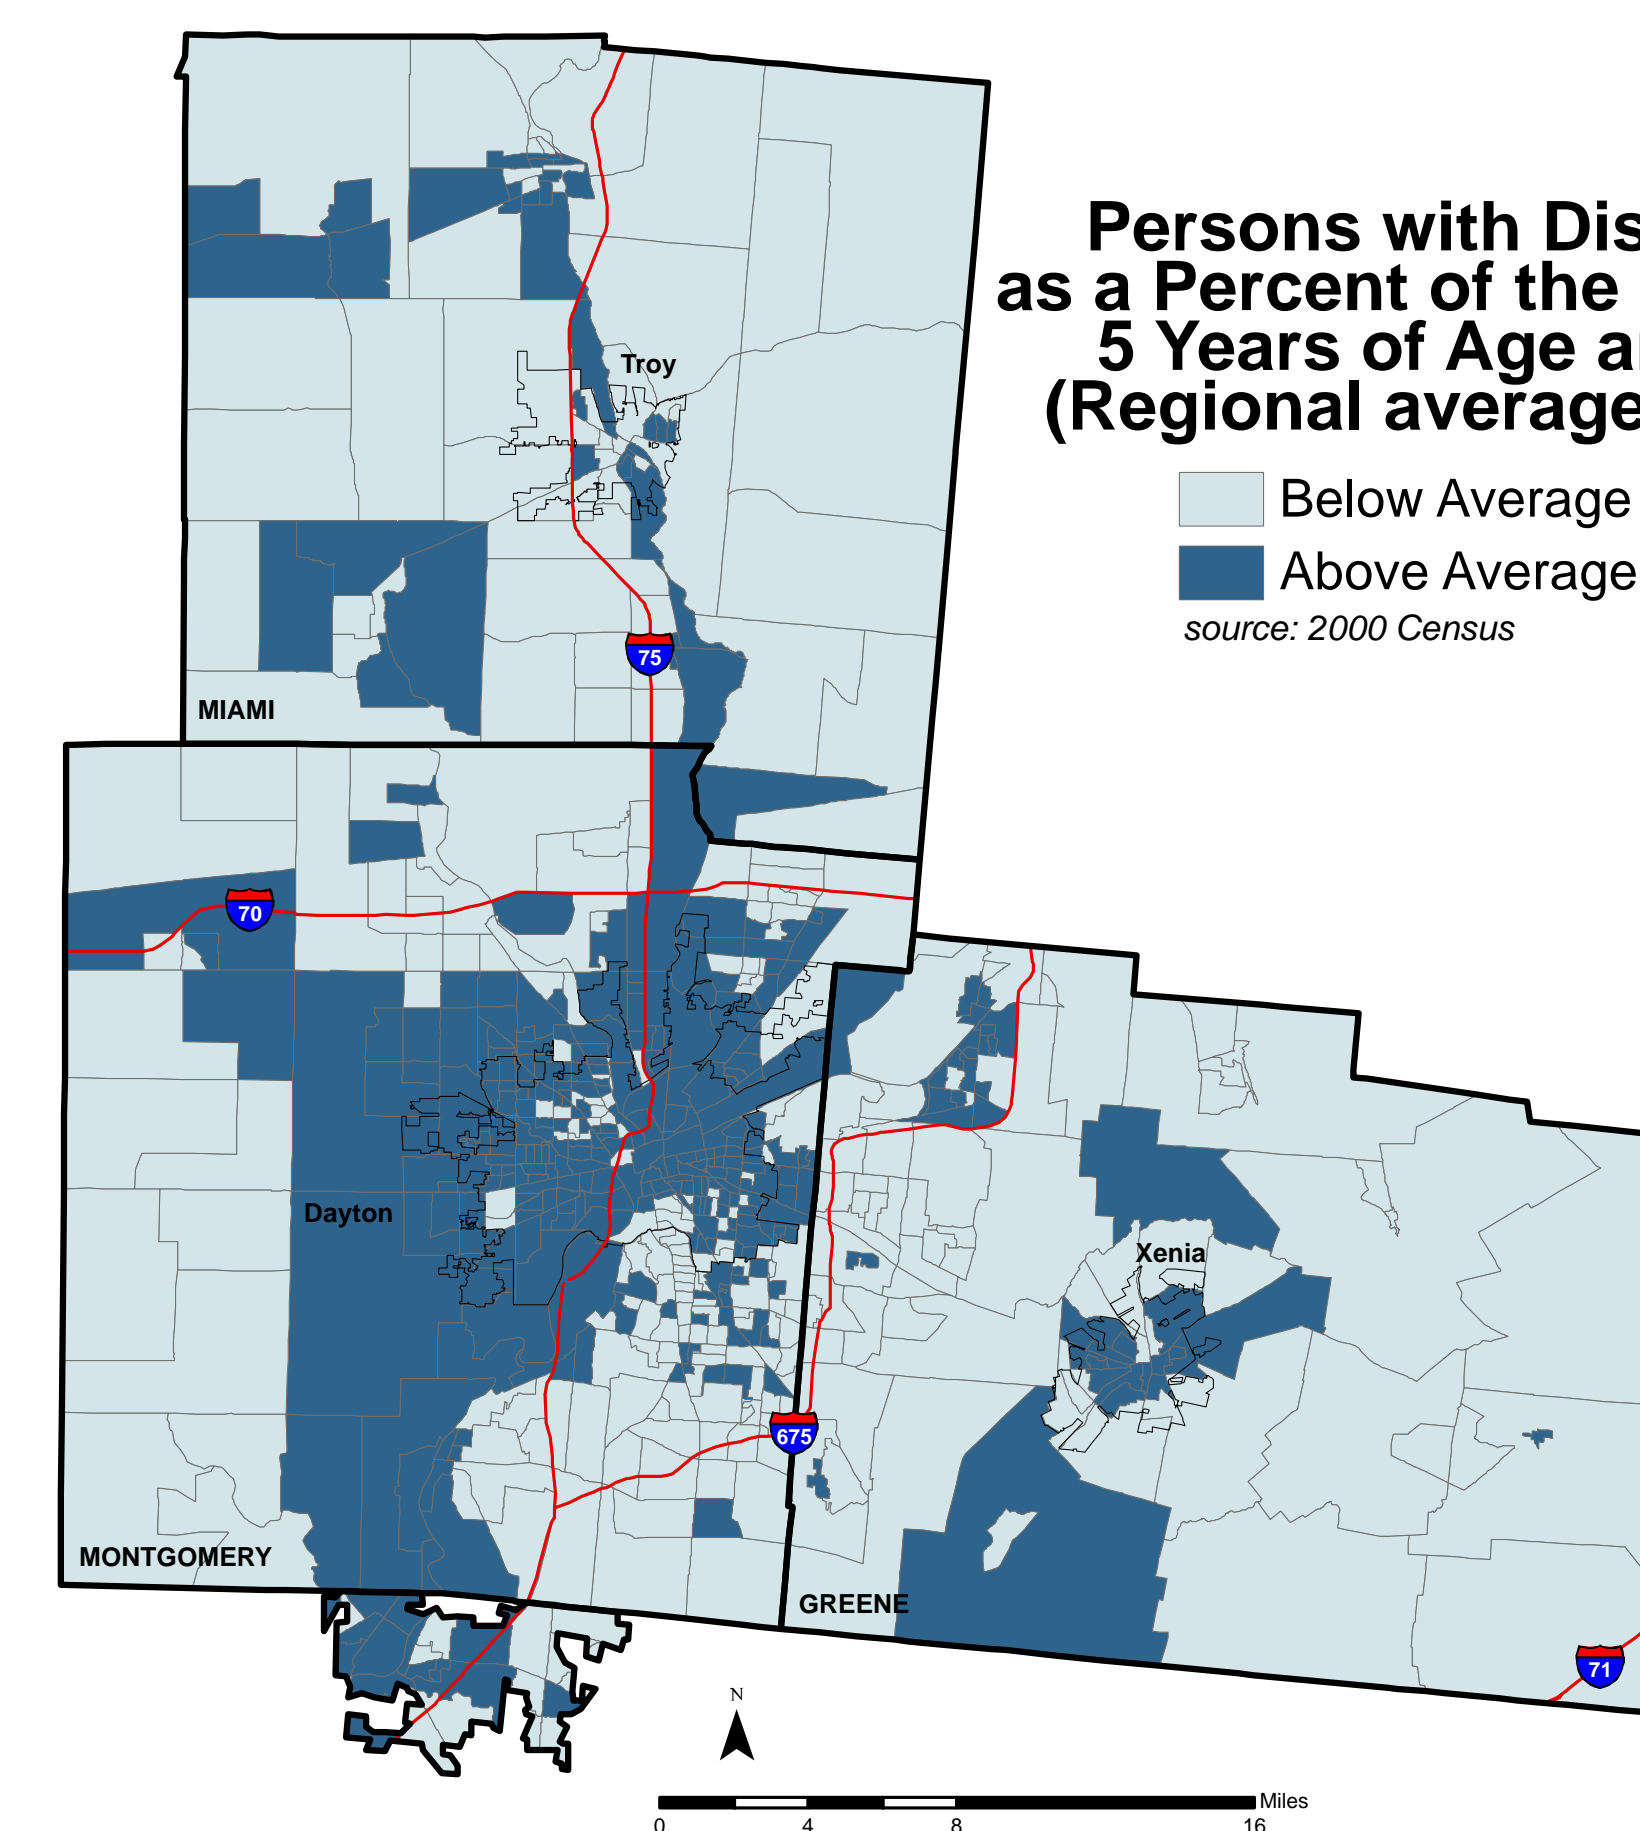 Persons with Dis
as a Percent of the
5 Years of Age a
(Regional average
Below Average
Above Average
source: 2000 Census
Troy
75
MIAMI
70
Dayton
Xenia
675
MONTGOMERY
GREENE
71
N
Miles
0 4 8 16